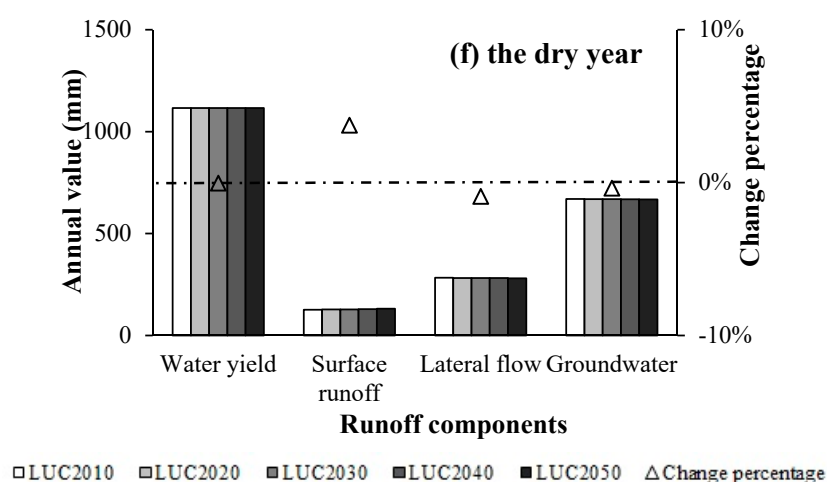 1500
10%
(f) the dry year
1000
0%
500
0
-10%
Annual value (mm)
Change percentage
Water yield
Surface
runoff
Lateral flow
Groundwater
Runoff components
LUC2010 LUC2020 LUC2030 LUC2040 LUC2050 Change percentage